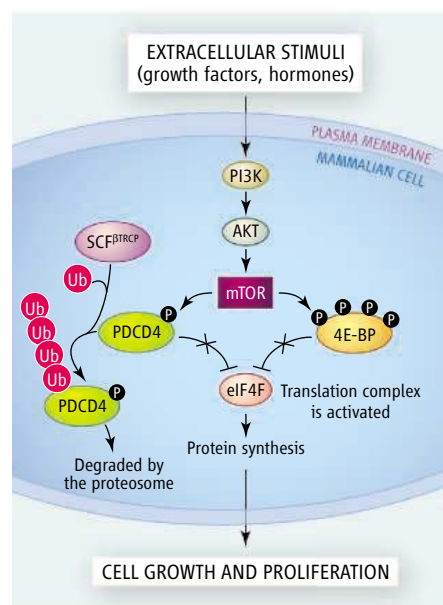 EXTRACELLULAR STIMULI
(growth factors, hormones)
PLASMA MEMBRANE
MAMMALIAN CELL
PI3K
AKT
SCFβTRCP
Ub
mTOR
Ub
Ub
Ub
Ub
PDCD4
P
P
P
P
P
4E-BP
PDCD4
P
eIF4F
Translation complex
is activated
Degraded by
the proteosome
Protein synthesis
CELL GROWTH AND PROLIFERATION